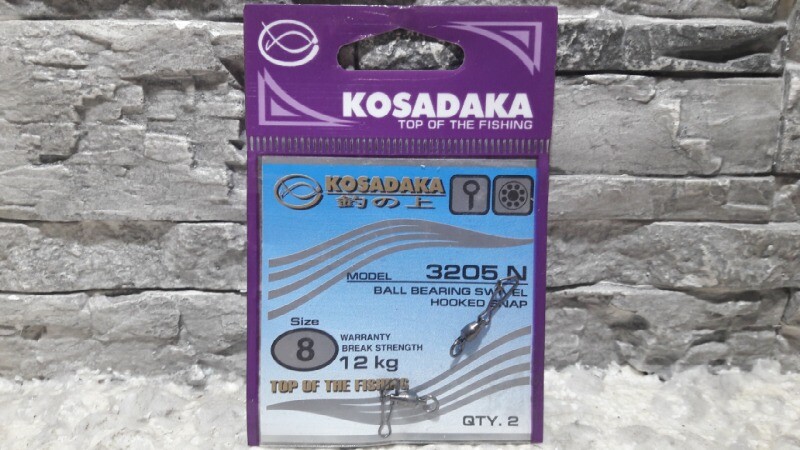 KOSADAKA
TOP OF THE FISHING
KOSADAKA
釣の上
MODEL 3205 N
BALL BEARING SWIVEL
HOOKED SNAP
Size
8
WARRANTY
BREAK STRENGTH
12 kg
TOP OF THE FISHING
QTY. 2